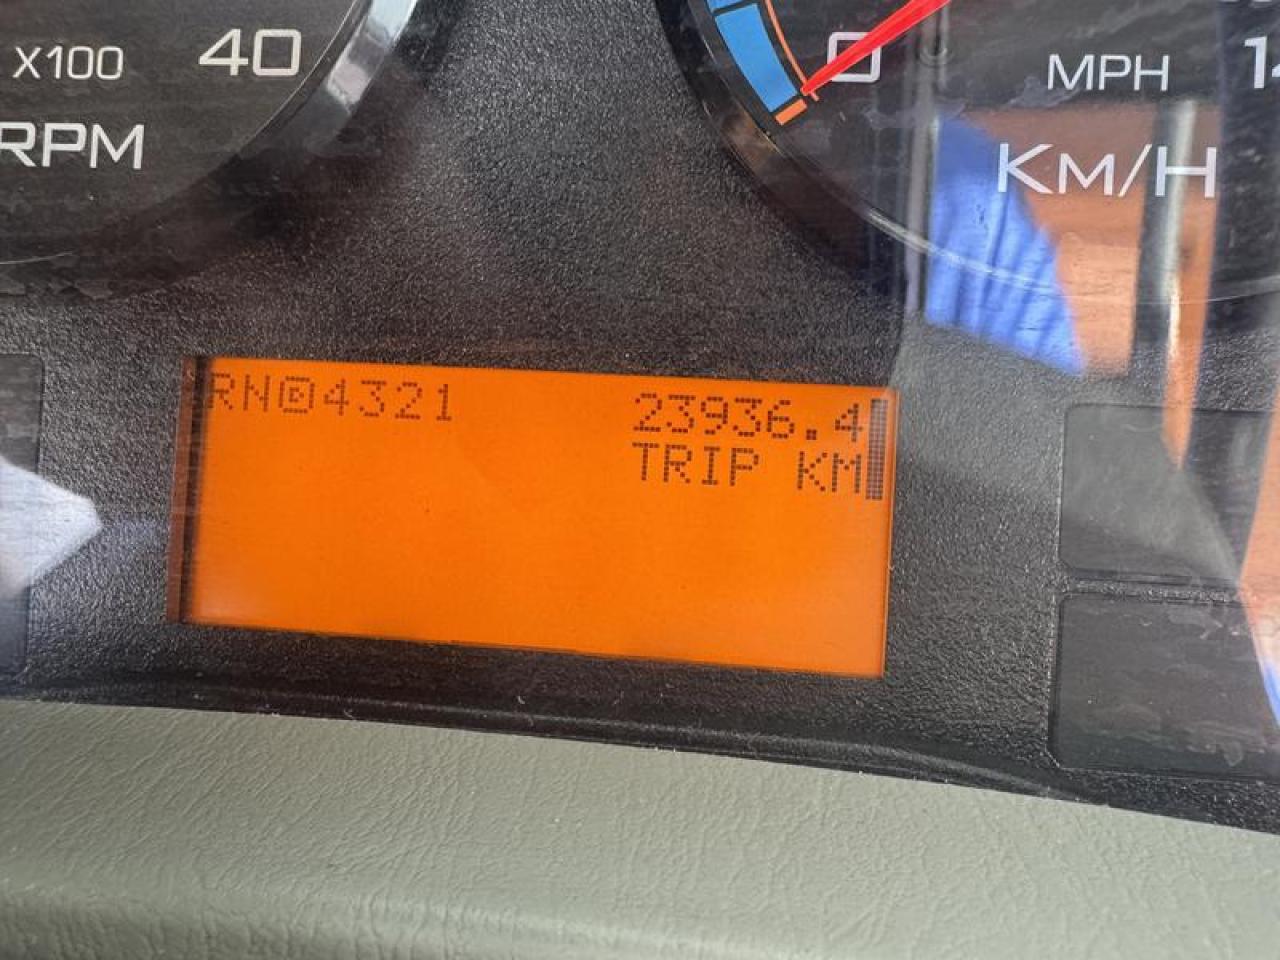 X100 40
RPM
0 MPH
KM/H
RN 4321 23936.4
TRIP KM